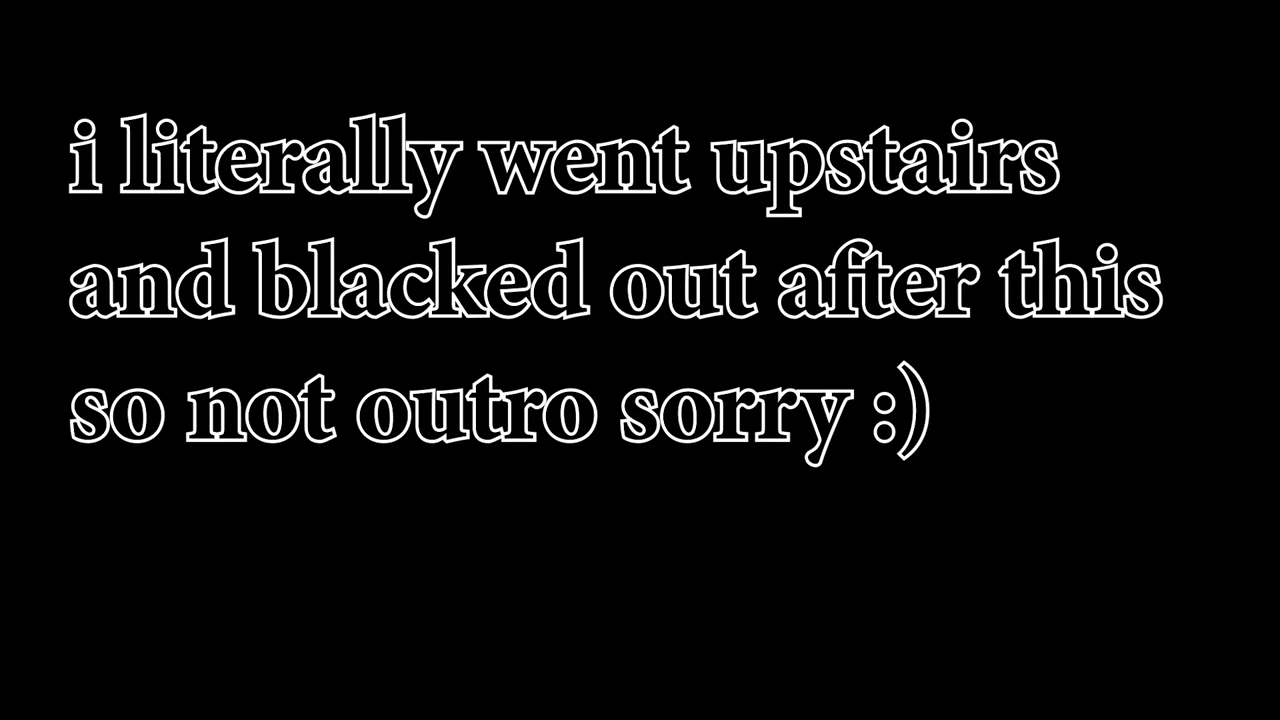 i literally went upstairs
and blacked out after this
so not outro sorry :)